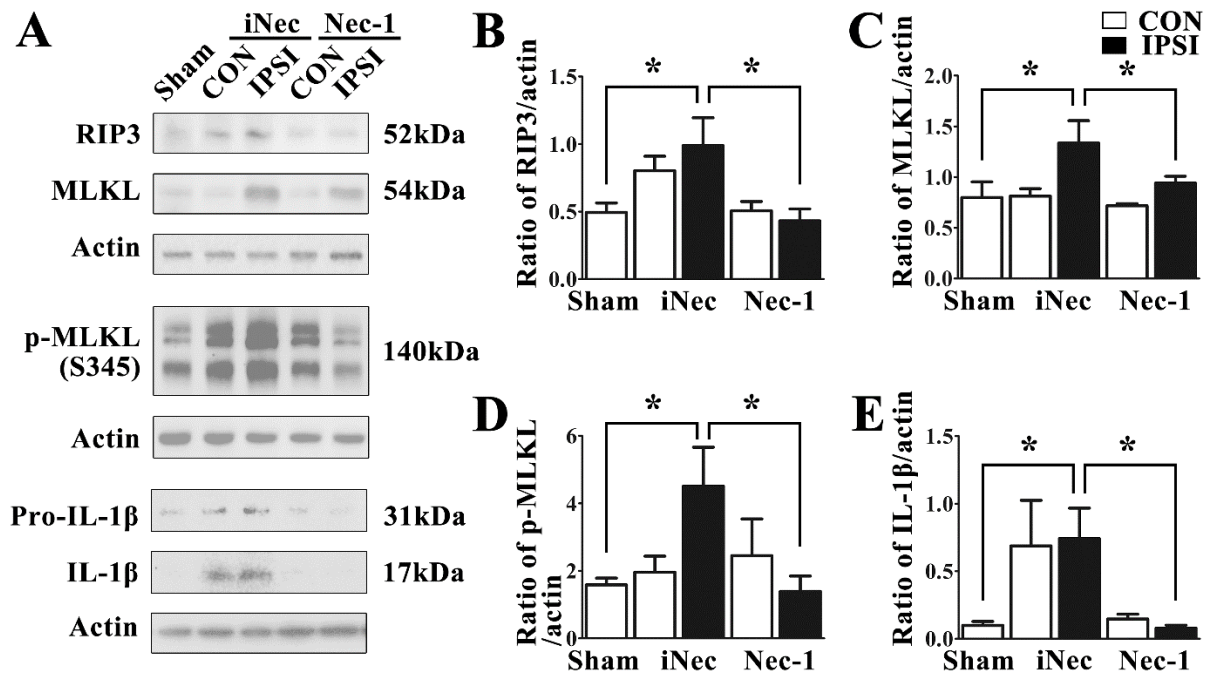 A
iNec
Nec-1
Sham
CON
IPSI
CON
IPSI
RIP3
52kDa
MLKL
54kDa
Actin
p-MLKL
(S345)
140kDa
Actin
Pro-IL-1β
31kDa
IL-1β
17kDa
Actin
B
Ratio of RIP3/actin
1.5
1.0
0.5
0.0
* *
Sham iNec Nec-1
C
CON
IPSI
Ratio of MLKL/actin
2.0
1.5
1.0
0.5
0.0
* *
Sham iNec Nec-1
D
Ratio of p-MLKL
/actin
6
4
2
0
* *
Sham iNec Nec-1
E
Ratio of IL-1β/actin
1.5
1.0
0.5
0.0
* *
Sham iNec Nec-1